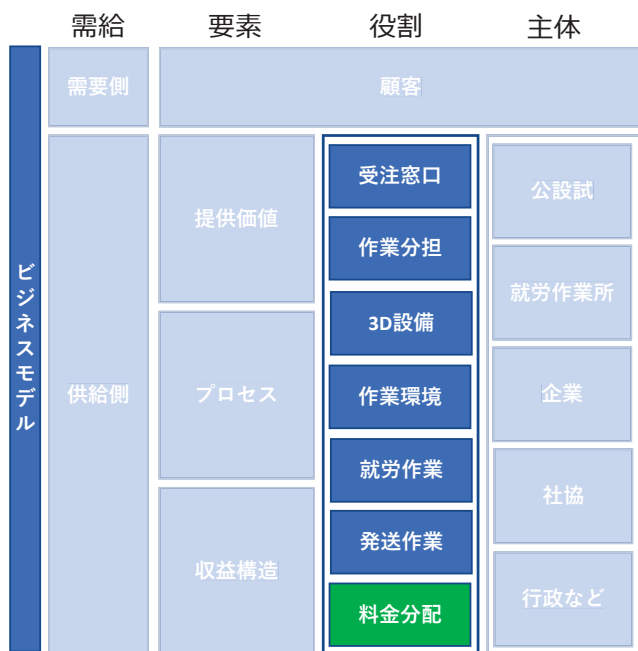 需給
要素
役割
主体
ビジネスモデル
需要側
顧客
供給側
提供価値
プロセス
収益構造
受注窓口
作業分担
3D設備
作業環境
就労作業
発送作業
料金分配
公設試
就労作業所
企業
社協
行政など